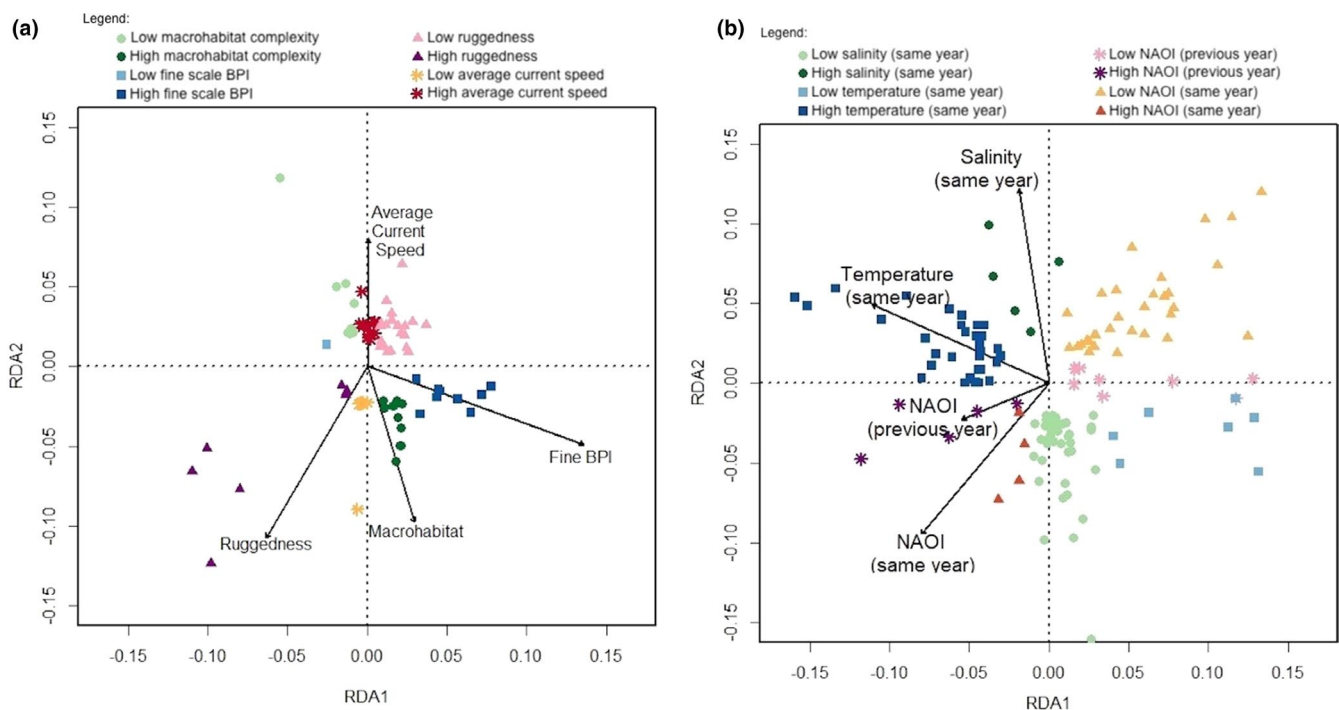 (a)
Legend:
Low macrohabitat complexity
High macrohabitat complexity
Low fine scale BPI
High fine scale BPI
Low ruggedness
High ruggedness
Low average current speed
High average current speed
0.15
0.10
0.05
0.00
-0.05
-0.10
-0.15
RDA2
Average
Current
Speed
Fine BPI
Macrohabitat
Ruggedness
-0.15
-0.10
-0.05
0.00
0.05
0.10
0.15
RDA1
(b)
Legend:
Low salinity (same year)
High salinity (same year)
Low temperature (same year)
High temperature (same year)
Low NAOI (previous year)
High NAOI (previous year)
Low NAOI (same year)
High NAOI (same year)
0.15
0.10
0.05
0.00
-0.05
-0.10
-0.15
RDA2
Salinity
(same year)
Temperature
(same year)
NAOI
(previous year)
NAOI
(same year)
-0.15
-0.10
-0.05
0.00
0.05
0.10
0.15
RDA1